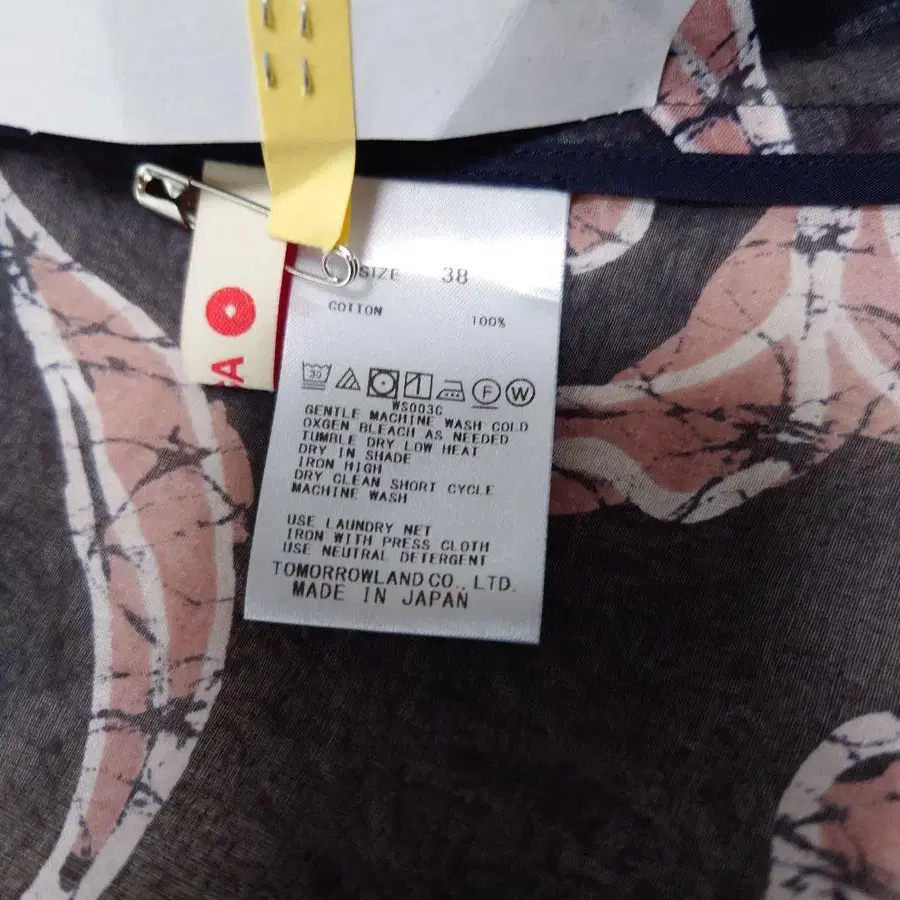 SIZE 38
COTTON
100%
30
F W
WS003C
GENTLE MACHINE WASH COLD
OXGEN BLEACH AS NEEDED
TUMBLE DRY LOW HEAT
DRY IN SHADE
IRON HIGH
DRY CLEAN SHORT CYCLE
MACHINE WASH
USE LAUNDRY NET
IRON WITH PRESS CLOTH
USE NEUTRAL DETERGENT
TOMORROWLAND CO., LTD.
MADE IN JAPAN